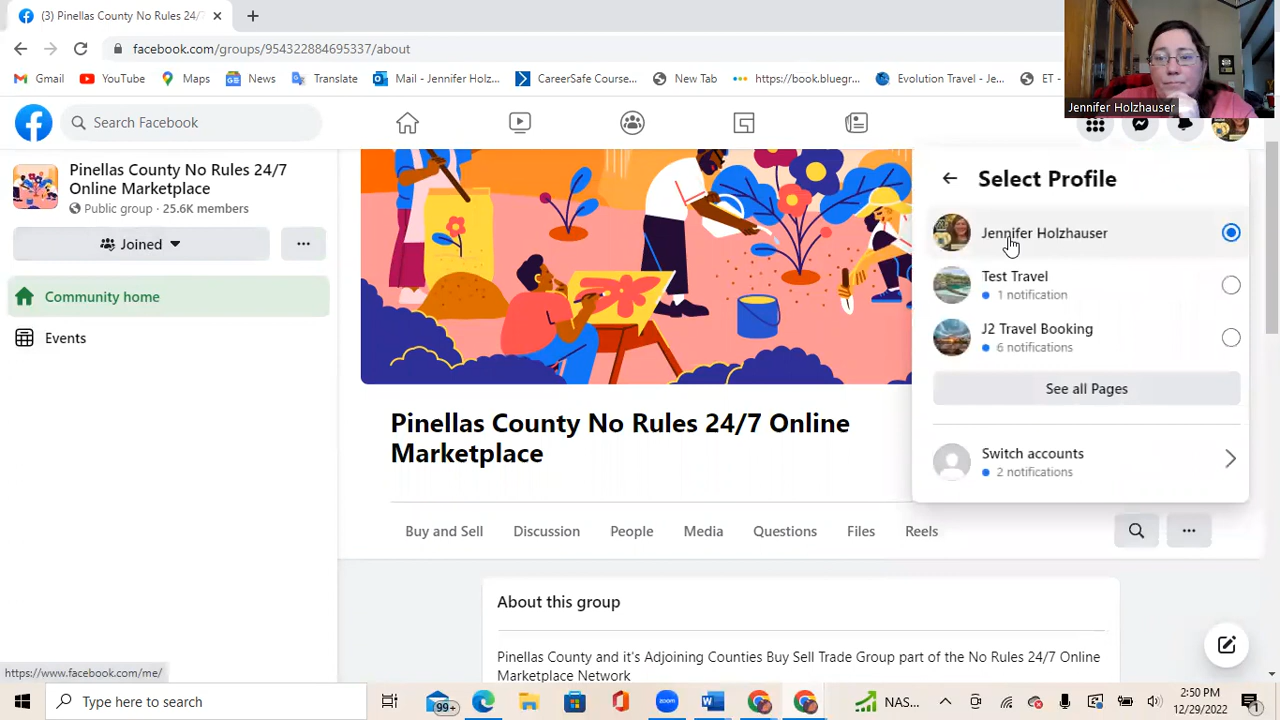 (3) Pinellas County No Rules 24/7
facebook.com/groups/954322884695337/about
Gmail YouTube Maps News Translate Mail - Jennifer Holz... CareerSafe Course... New Tab https://book.bluegr... Evolution Travel - Je... ET -
Jennifer Holzhauser
Search Facebook
Pinellas County No Rules 24/7
Online Marketplace
Public group · 25.6K members
Joined
Community home
Events
Pinellas County No Rules 24/7 Online
Marketplace
Buy and Sell Discussion People Media Questions Files Reels
About this group
Pinellas County and it's Adjoining Counties Buy Sell Trade Group part of the No Rules 24/7 Online
Marketplace Network
Select Profile
Jennifer Holzhauser
Test Travel
1 notification
J2 Travel Booking
6 notifications
See all Pages
Switch accounts
2 notifications
https://www.facebook.com/me/
Type here to search
99+
zoom
NAS...
2:50 PM
12/29/2022
1